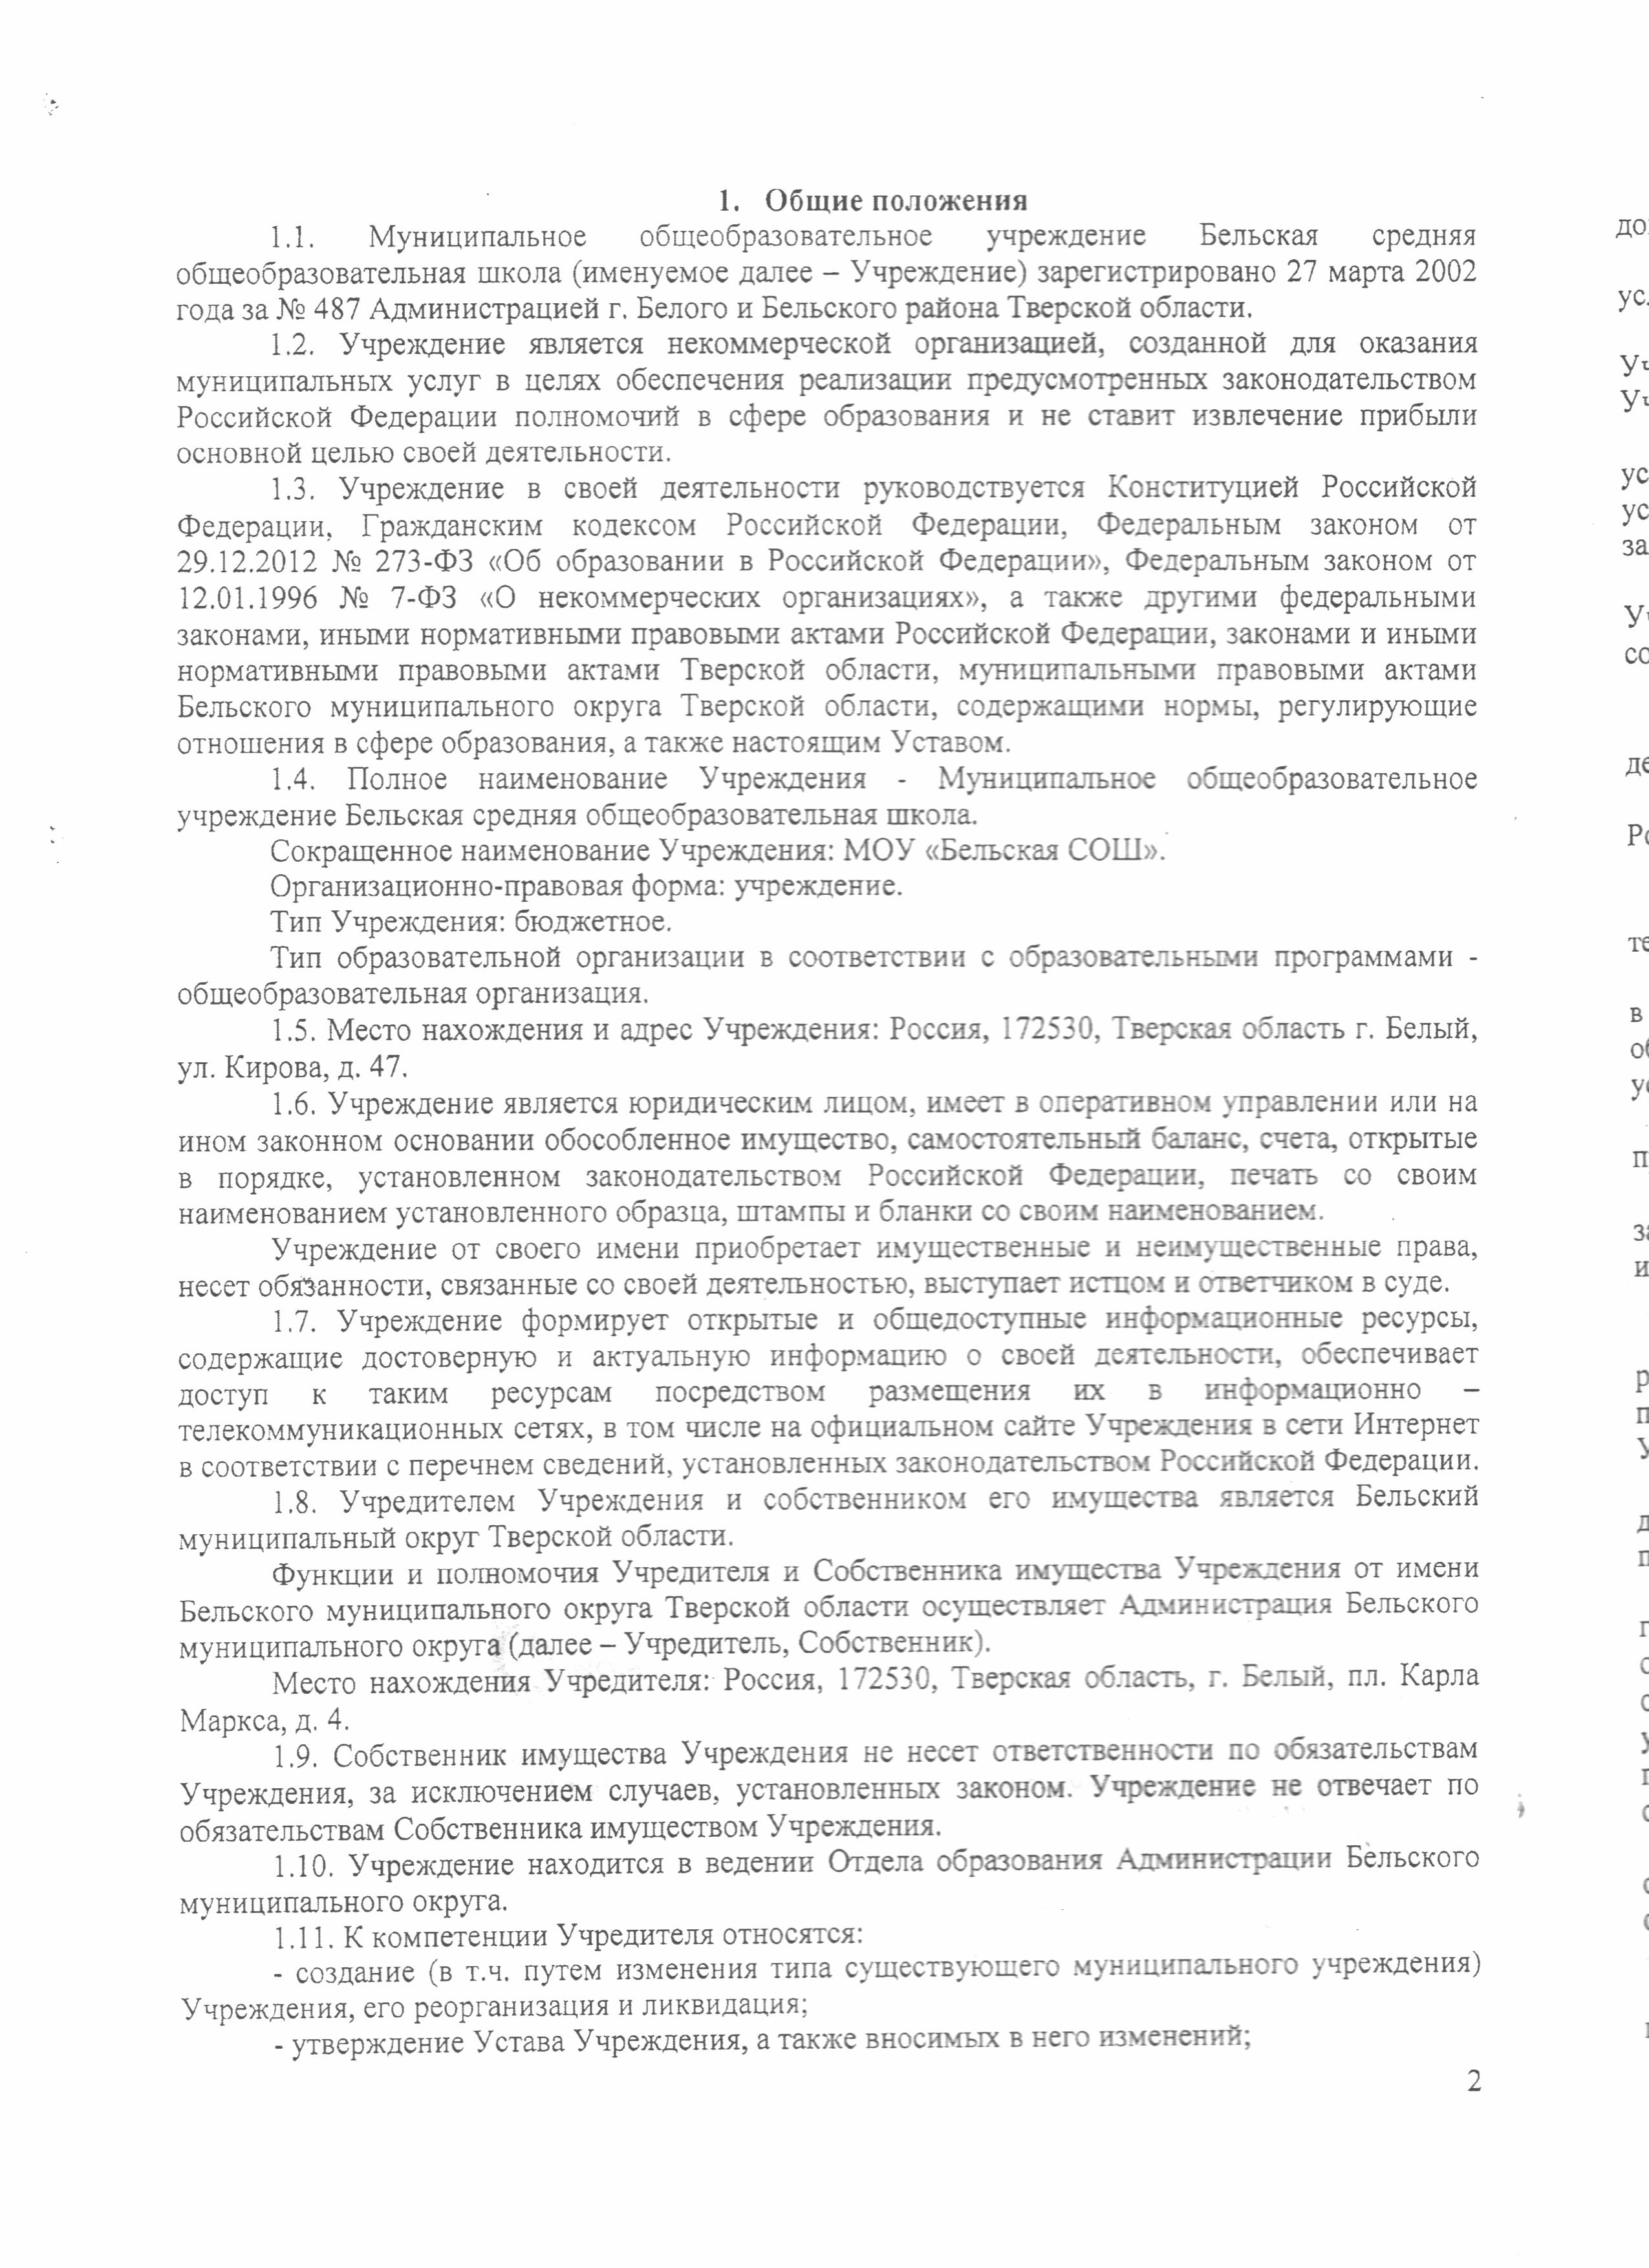 1. Общие положения
1.1. Муниципальное общеобразовательное учреждение Бельская средняя
общеобразовательная школа (именуемое далее – Учреждение) зарегистрировано 27 марта 2002
года за № 487 Администрацией г. Белого и Бельского района Тверской области.
1.2. Учреждение является некоммерческой организацией, созданной для оказания
муниципальных услуг в целях обеспечения реализации предусмотренных законодательством
Российской Федерации полномочий в сфере образования и не ставит извлечение прибыли
основной целью своей деятельности.
1.3. Учреждение в своей деятельности руководствуется Конституцией Российской
Федерации, Гражданским кодексом Российской Федерации, Федеральным законом от
29.12.2012 № 273-ФЗ «Об образовании в Российской Федерации», Федеральным законом от
12.01.1996 № 7-ФЗ «О некоммерческих организациях», а также другими федеральными
законами, иными нормативными правовыми актами Российской Федерации, законами и иными
нормативными правовыми актами Тверской области, муниципальными правовыми актами
Бельского муниципального округа Тверской области, содержащими нормы, регулирующие
отношения в сфере образования, а также настоящим Уставом.
1.4. Полное наименование Учреждения - Муниципальное общеобразовательное
учреждение Бельская средняя общеобразовательная школа.
Сокращенное наименование Учреждения: МОУ «Бельская СОШ».
Организационно-правовая форма: учреждение.
Тип Учреждения: бюджетное.
Тип образовательной организации в соответствии с образовательными программами -
общеобразовательная организация.
1.5. Место нахождения и адрес Учреждения: Россия, 172530, Тверская область г. Белый,
ул. Кирова, д. 47.
1.6. Учреждение является юридическим лицом, имеет в оперативном управлении или на
ином законном основании обособленное имущество, самостоятельный баланс, счета, открытые
в порядке, установленном законодательством Российской Федерации, печать со своим
наименованием установленного образца, штампы и бланки со своим наименованием.
Учреждение от своего имени приобретает имущественные и неимущественные права,
несет обязанности, связанные со своей деятельностью, выступает истцом и ответчиком в суде.
1.7. Учреждение формирует открытые и общедоступные информационные ресурсы,
содержащие достоверную и актуальную информацию о своей деятельности, обеспечивает
доступ к таким ресурсам посредством размещения их в информационно –
телекоммуникационных сетях, в том числе на официальном сайте Учреждения в сети Интернет
в соответствии с перечнем сведений, установленных законодательством Российской Федерации.
1.8. Учредителем Учреждения и собственником его имущества является Бельский
муниципальный округ Тверской области.
Функции и полномочия Учредителя и Собственника имущества Учреждения от имени
Бельского муниципального округа Тверской области осуществляет Администрация Бельского
муниципального округа (далее – Учредитель, Собственник).
Место нахождения Учредителя: Россия, 172530, Тверская область, г. Белый, пл. Карла
Маркса, д. 4.
1.9. Собственник имущества Учреждения не несет ответственности по обязательствам
Учреждения, за исключением случаев, установленных законом. Учреждение не отвечает по
обязательствам Собственника имуществом Учреждения.
1.10. Учреждение находится в ведении Отдела образования Администрации Бельского
муниципального округа.
1.11. К компетенции Учредителя относятся:
- создание (в т.ч. путем изменения типа существующего муниципального учреждения)
Учреждения, его реорганизация и ликвидация;
- утверждение Устава Учреждения, а также вносимых в него изменений;
2